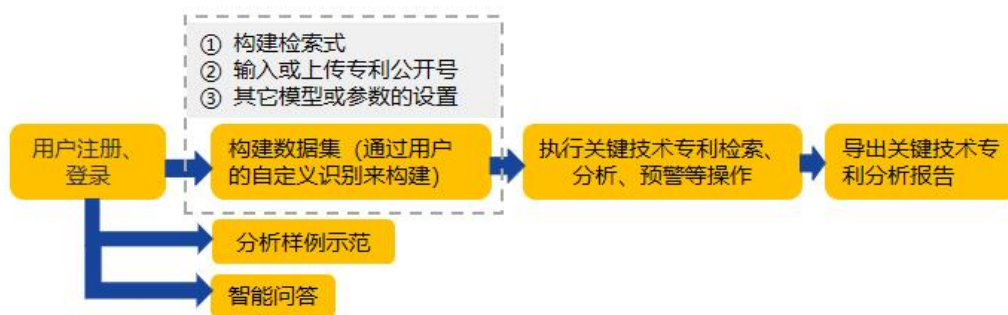 ① 构建检索式
② 输入或上传专利公开号
③ 其它模型或参数的设置
用户注册、
登录
构建数据集（通过用户
的自定义识别来构建）
执行关键技术专利检索、
分析、预警等操作
导出关键技术专
利分析报告
分析样例示范
智能问答